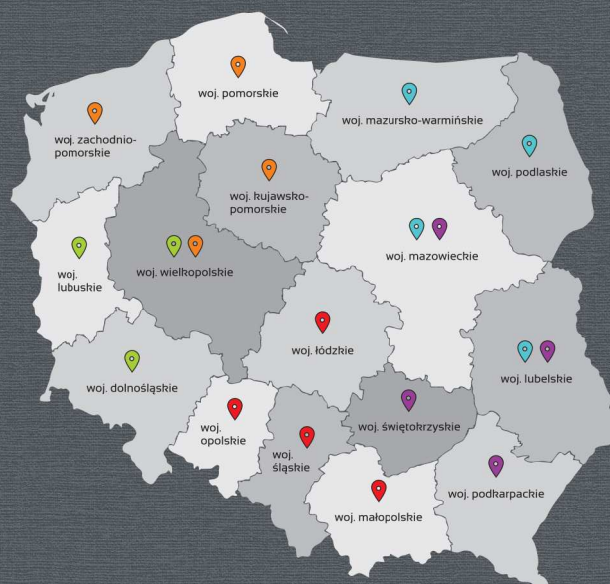 woj. pomorskie
woj. mazursko-warmińskie
woj. zachodnio-
pomorskie
woj. podlaskie
woj. kujawsko-
pomorskie
woj. mazowieckie
woj. wielkopolskie
woj.
lubuskie
woj. łódzkie
woj. lubelskie
woj. dolnośląskie
woj.
opolskie
woj. świętokrzyskie
woj.
śląskie
woj. podkarpackie
woj. małopolskie